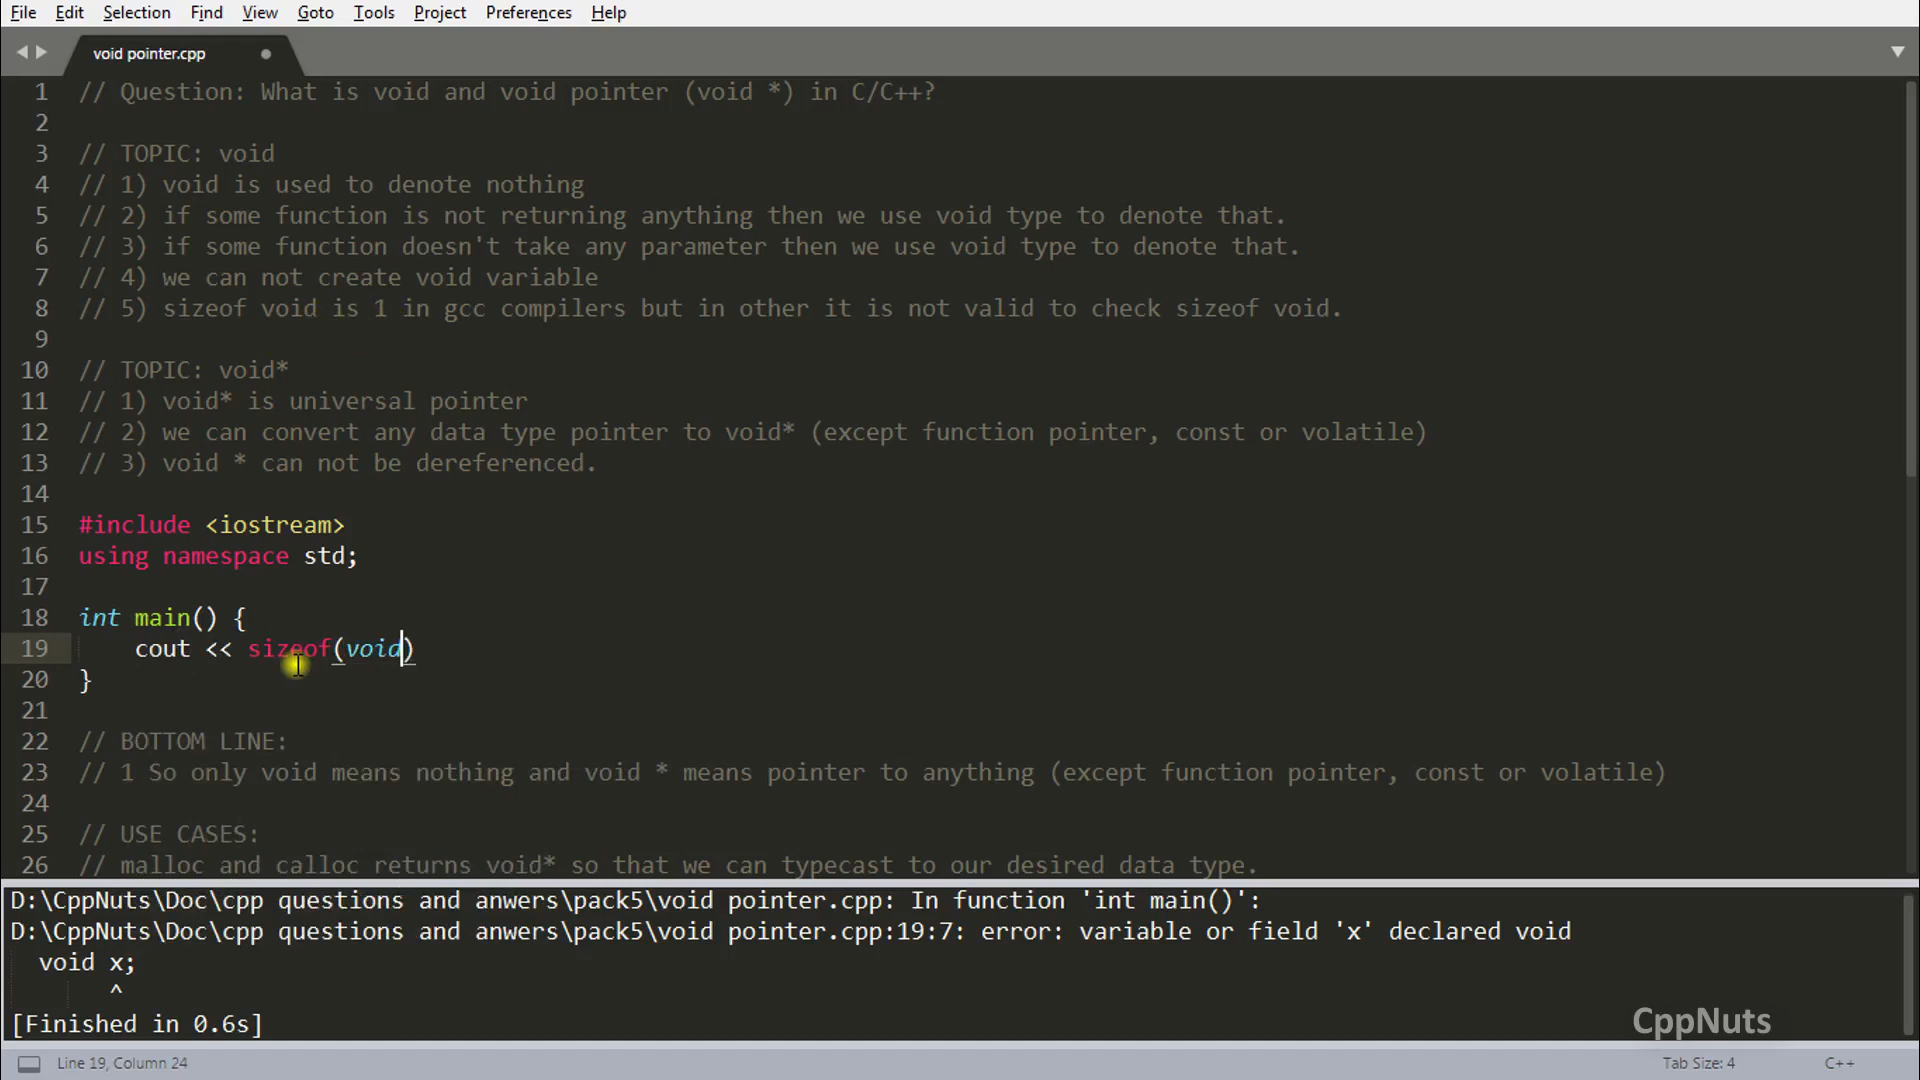 File Edit Selection Find View Goto Tools Project Preferences Help
void pointer.cpp
1 // Question: What is void and void pointer (void *) in C/C++?
2
3 // TOPIC: void
4 // 1) void is used to denote nothing
5 // 2) if some function is not returning anything then we use void type to denote that.
6 // 3) if some function doesn't take any parameter then we use void type to denote that.
7 // 4) we can not create void variable
8 // 5) sizeof void is 1 in gcc compilers but in other it is not valid to check sizeof void.
9
10 // TOPIC: void*
11 // 1) void* is universal pointer
12 // 2) we can convert any data type pointer to void* (except function pointer, const or volatile)
13 // 3) void * can not be dereferenced.
14
15 #include <iostream>
16 using namespace std;
17
18 int main() {
19 cout << sizeof(void)
20 }
21
22 // BOTTOM LINE:
23 // 1 So only void means nothing and void * means pointer to anything (except function pointer, const or volatile)
24
25 // USE CASES:
26 // malloc and calloc returns void* so that we can typecast to our desired data type.
D:\CppNuts\Doc\cpp questions and anwers\pack5\void pointer.cpp: In function 'int main()':
D:\CppNuts\Doc\cpp questions and anwers\pack5\void pointer.cpp:19:7: error: variable or field 'x' declared void
void x;
^
[Finished in 0.6s]
CppNuts
Line 19, Column 24 Tab Size: 4 C++